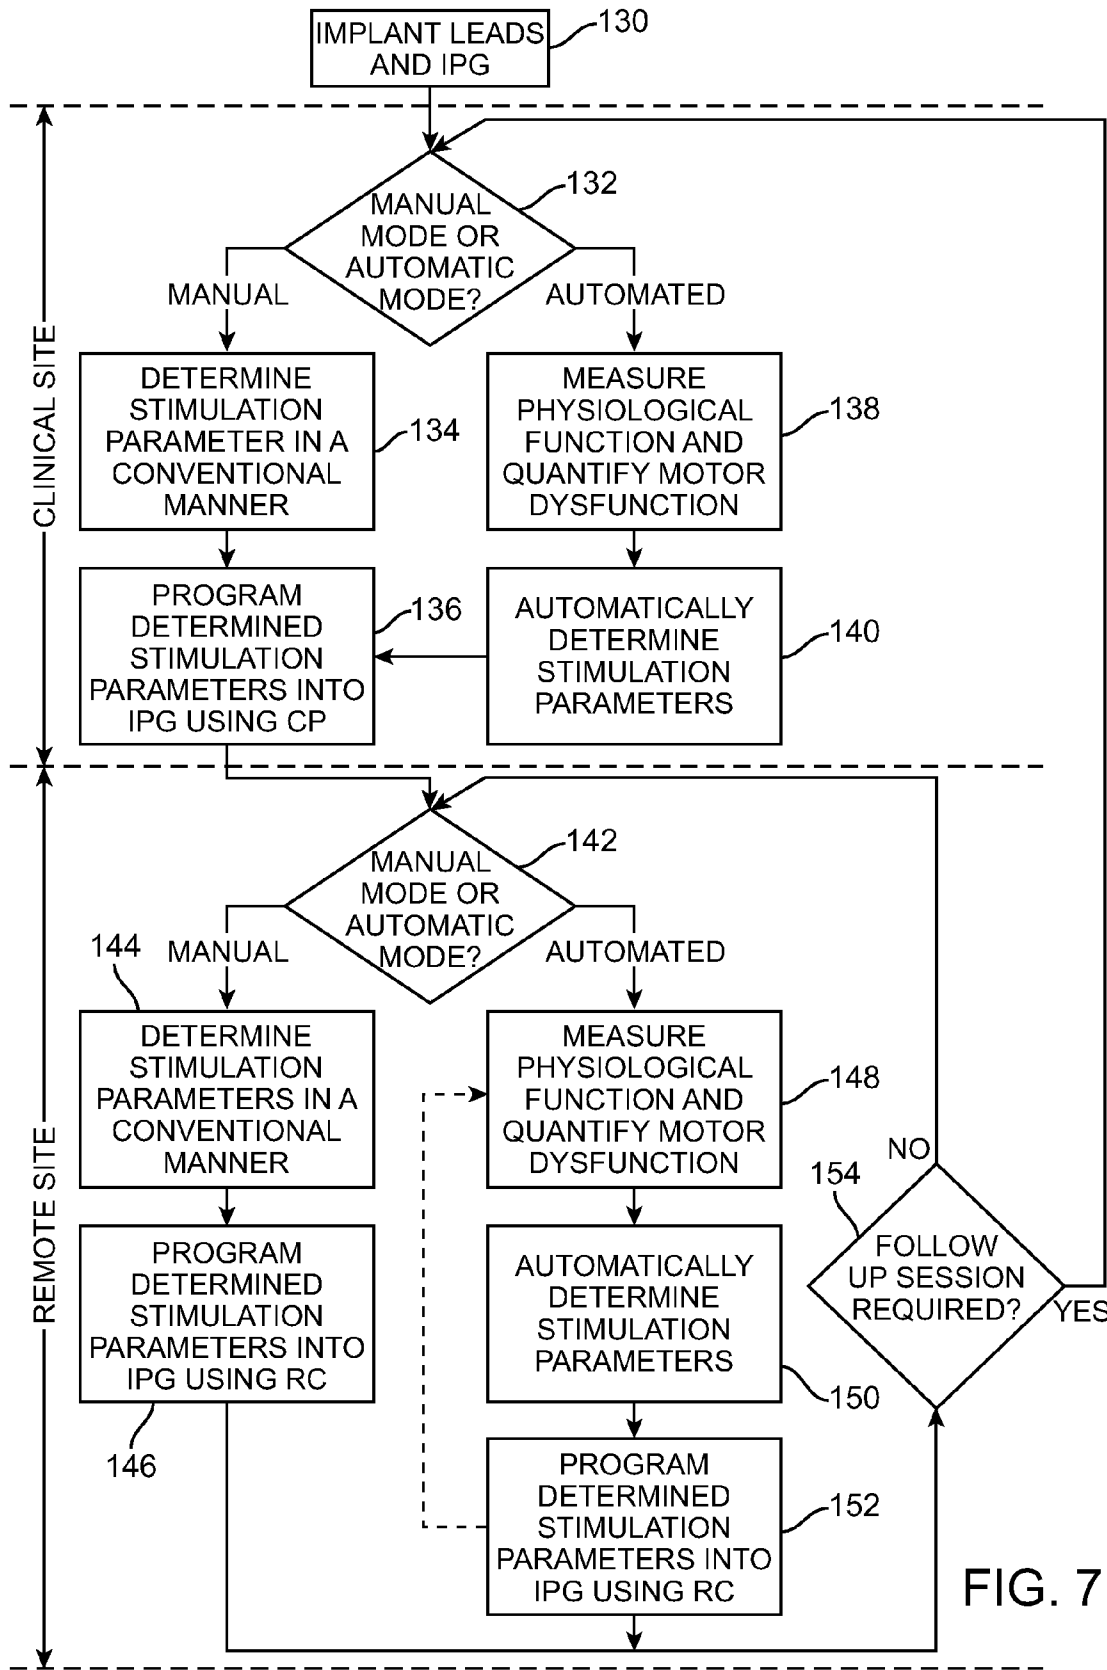 IMPLANT LEADS
AND IPG
130
MANUAL
MODE OR
AUTOMATIC
MODE?
132
MANUAL
AUTOMATED
CLINICAL SITE
DETERMINE
STIMULATION
PARAMETER IN A
CONVENTIONAL
MANNER
134
MEASURE
PHYSIOLOGICAL
FUNCTION AND
QUANTIFY MOTOR
DYSFUNCTION
138
PROGRAM
DETERMINED
STIMULATION
PARAMETERS INTO
IPG USING CP
136
AUTOMATICALLY
DETERMINE
STIMULATION
PARAMETERS
140
MANUAL
MODE OR
AUTOMATIC
MODE?
142
MANUAL
AUTOMATED
REMOTE SITE
144
DETERMINE
STIMULATION
PARAMETERS IN A
CONVENTIONAL
MANNER
MEASURE
PHYSIOLOGICAL
FUNCTION AND
QUANTIFY MOTOR
DYSFUNCTION
148
PROGRAM
DETERMINED
STIMULATION
PARAMETERS INTO
IPG USING RC
146
AUTOMATICALLY
DETERMINE
STIMULATION
PARAMETERS
150
PROGRAM
DETERMINED
STIMULATION
PARAMETERS INTO
IPG USING RC
152
NO
154
FOLLOW
UP SESSION
REQUIRED?
YES
FIG. 7